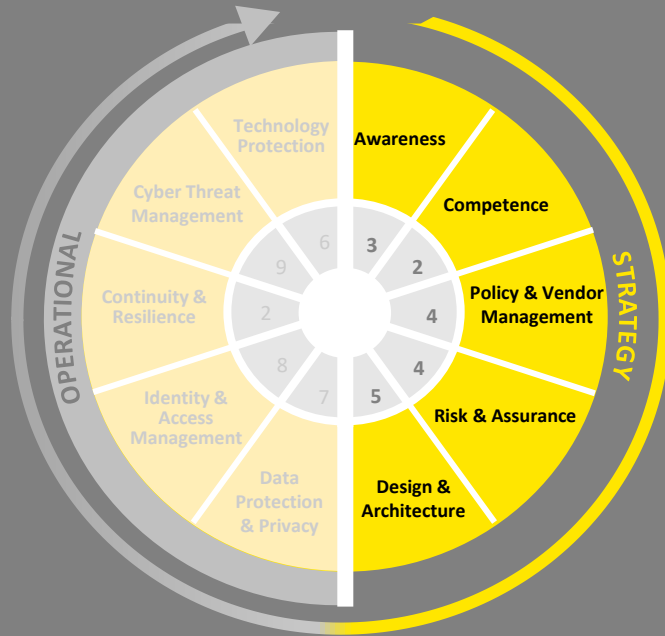 Technology
Protection
Awareness
Cyber Threat
Management
Competence
6
3
9
2
OPERATIONAL
Continuity &
Resilience
2
4
Policy & Vendor
Management
STRATEGY
8
4
Identity &
Access
Management
7
5
Risk & Assurance
Data
Protection
& Privacy
Design &
Architecture